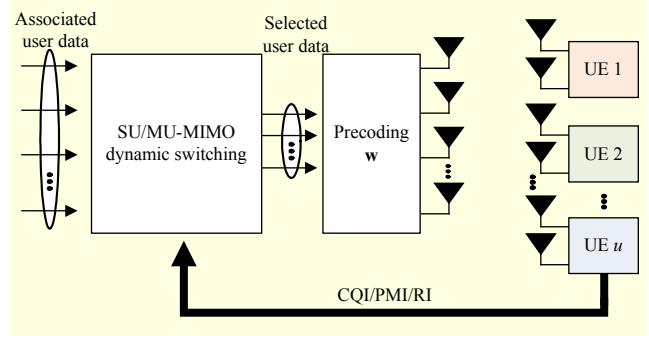 Associated
user data
Selected
user data
SU/MU-MIMO
dynamic switching
Precoding
w
UE 1
UE 2
UE u
CQI/PMI/RI